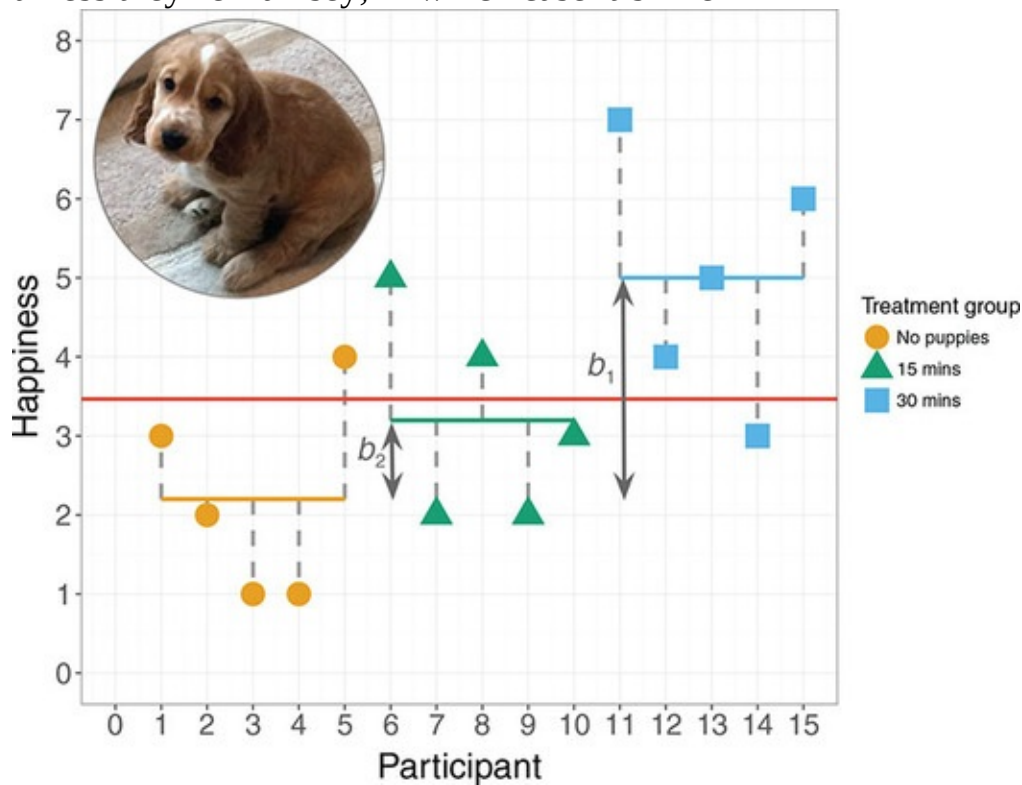 8
7
6
5
4
3
2
1
0
Happiness
b1
b2
0 1 2 3 4 5 6 7 8 9 10 11 12 13 14 15
Participant
Treatment group
No puppies
15 mins
30 mins